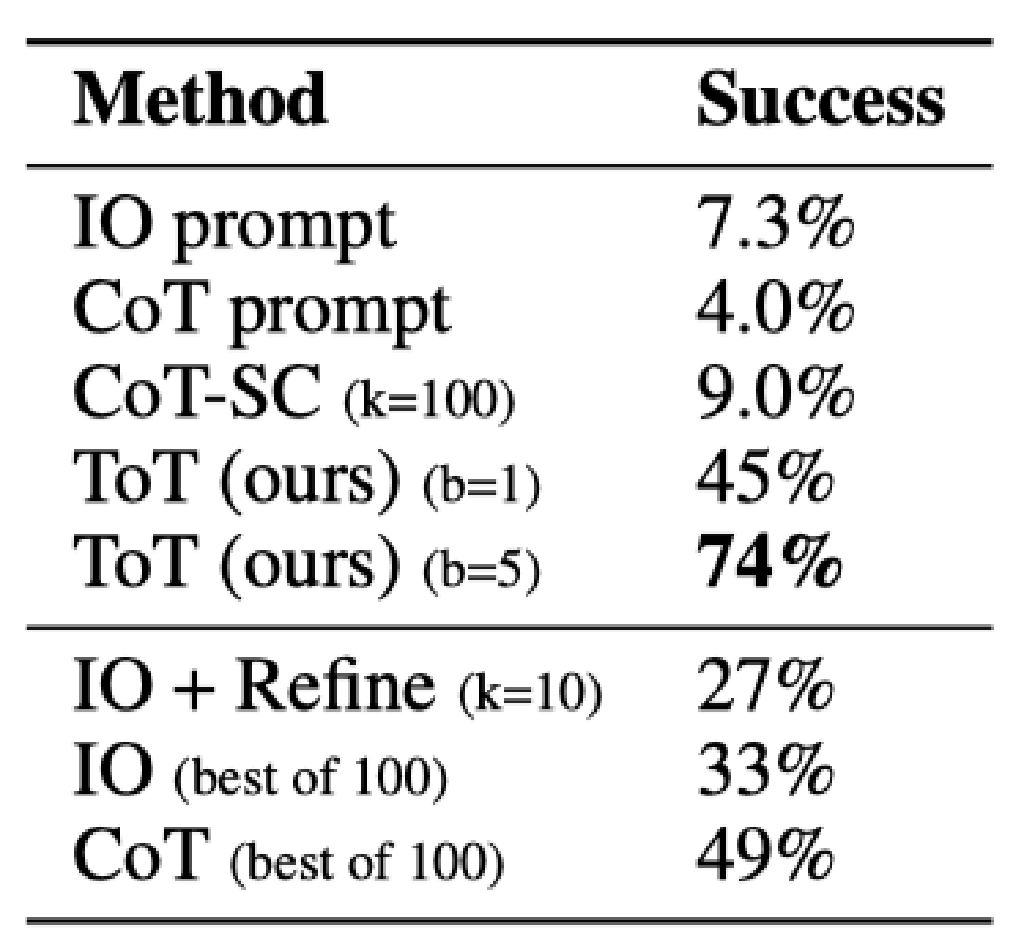 Method Success
IO prompt 7.3%
CoT prompt 4.0%
CoT-SC (k=100) 9.0%
ToT (ours) (b=1) 45%
ToT (ours) (b=5) 74%
IO + Refine (k=10) 27%
IO (best of 100) 33%
CoT (best of 100) 49%